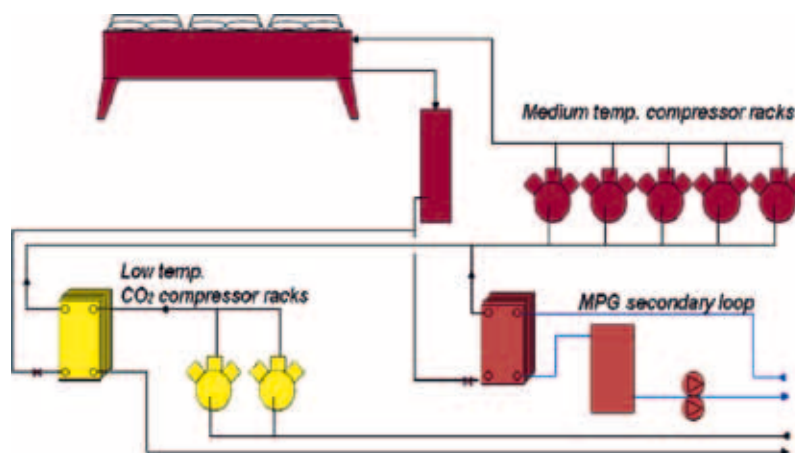 Medium temp. compressor racks
Low temp.
CO₂ compressor racks
MPG secondary loop